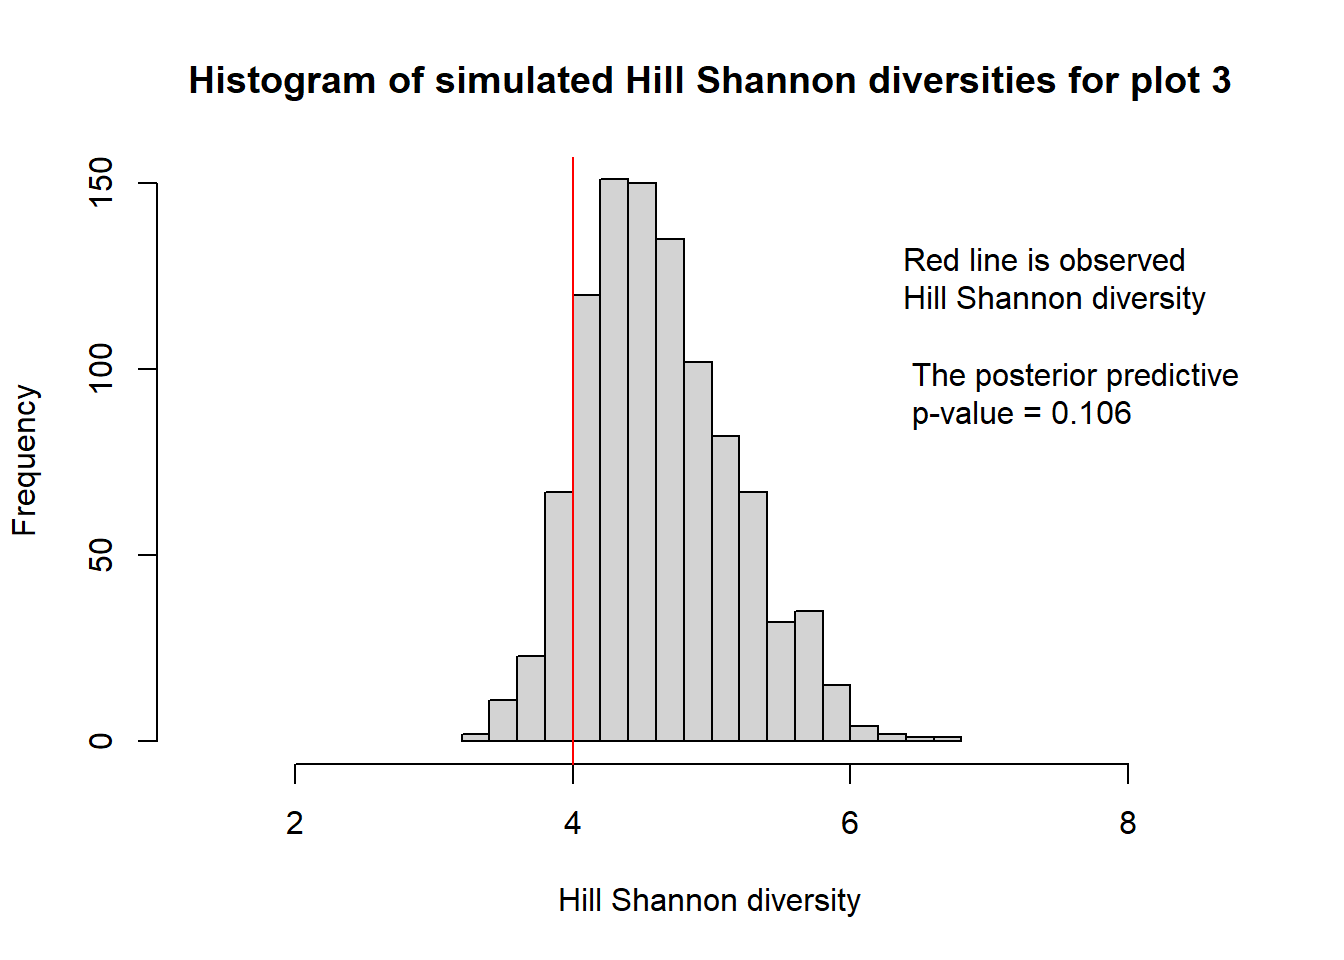 Histogram of simulated Hill Shannon diversities for plot 3
150
100
50
0
Frequency
Red line is observed
Hill Shannon diversity
The posterior predictive
p-value = 0.106
2 4 6 8
Hill Shannon diversity